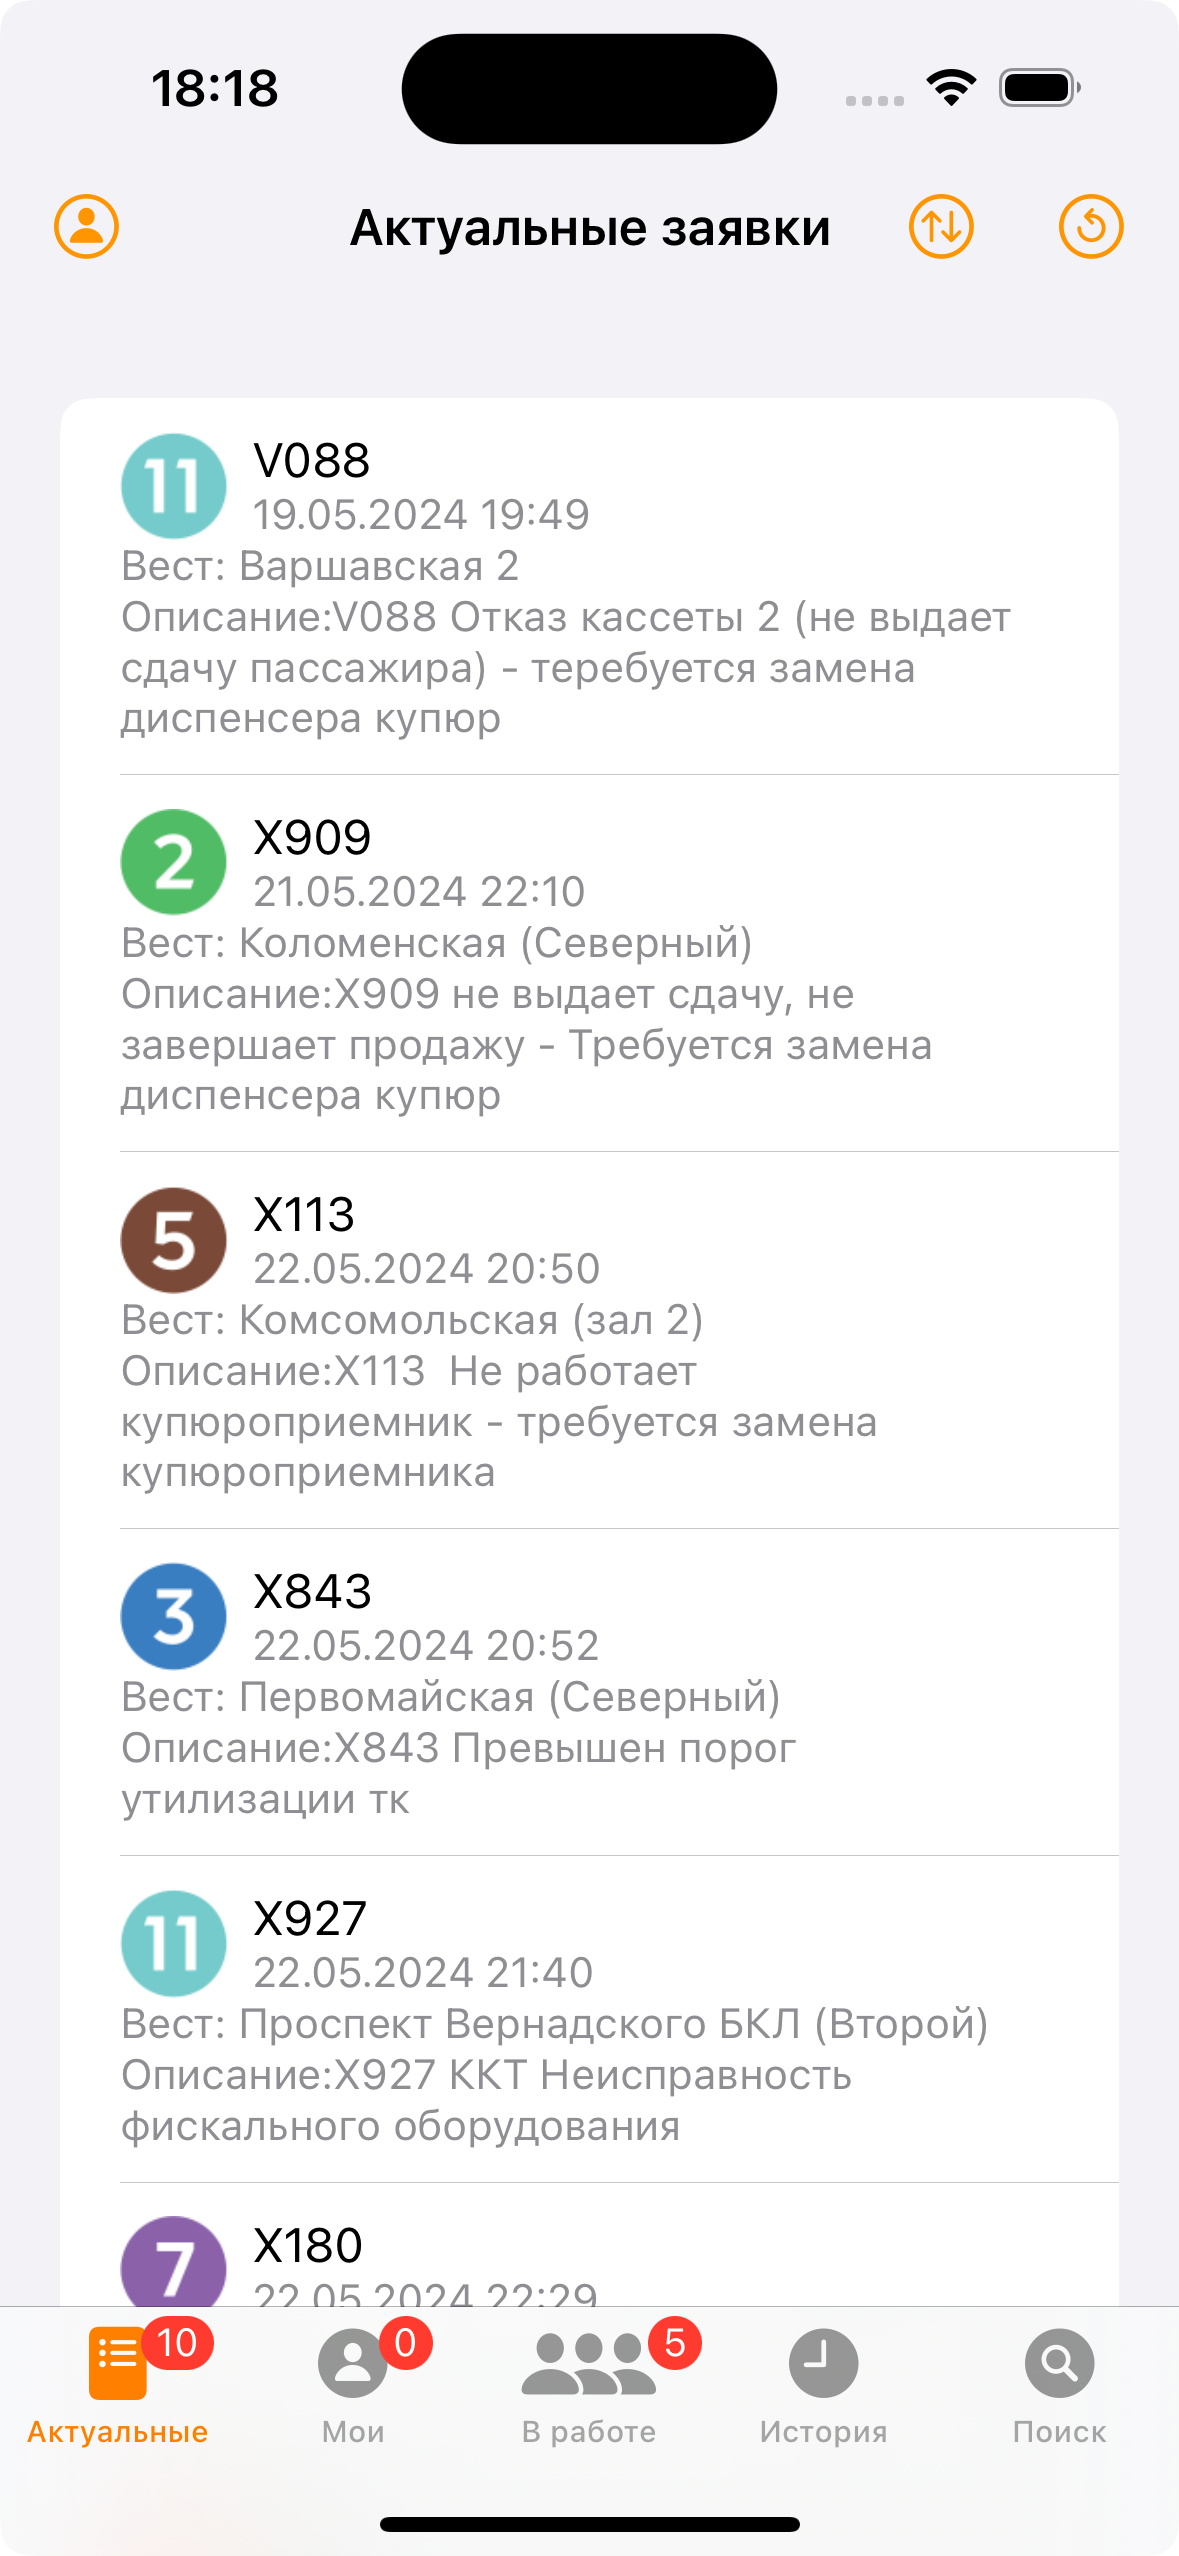 18:18
Актуальные заявки
11
V088
19.05.2024 19:49
Вест: Варшавская 2
Описание:V088 Отказ кассеты 2 (не выдает
сдачу пассажира) - теребуется замена
диспенсера купюр
2
X909
21.05.2024 22:10
Вест: Коломенская (Северный)
Описание:X909 не выдает сдачу, не
завершает продажу - Требуется замена
диспенсера купюр
5
X113
22.05.2024 20:50
Вест: Комсомольская (зал 2)
Описание:X113  Не работает
купюроприемник - требуется замена
купюроприемника
3
X843
22.05.2024 20:52
Вест: Первомайская (Северный)
Описание:X843 Превышен порог
утилизации тк
11
X927
22.05.2024 21:40
Вест: Проспект Вернадского БКЛ (Второй)
Описание:X927 ККТ Неисправность
фискального оборудования
7
X180
22.05.2024 22:29
10
0
5
Актуальные
Мои
В работе
История
Поиск